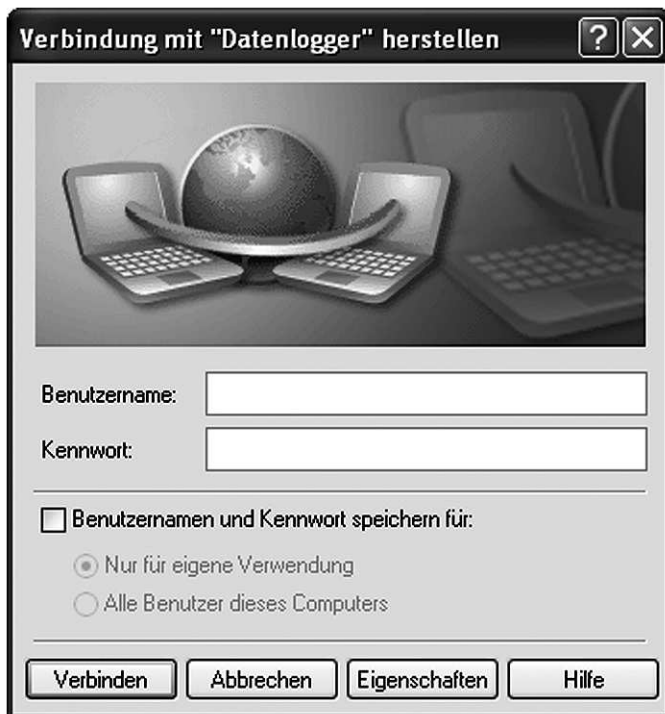 Verbindung mit "Datenlogger" herstellen
Benutzername:
Kennwort:
Benutzernamen und Kennwort speichern für:
Nur für eigene Verwendung
Alle Benutzer dieses Computers
Verbinden Abbrechen Eigenschaften Hilfe